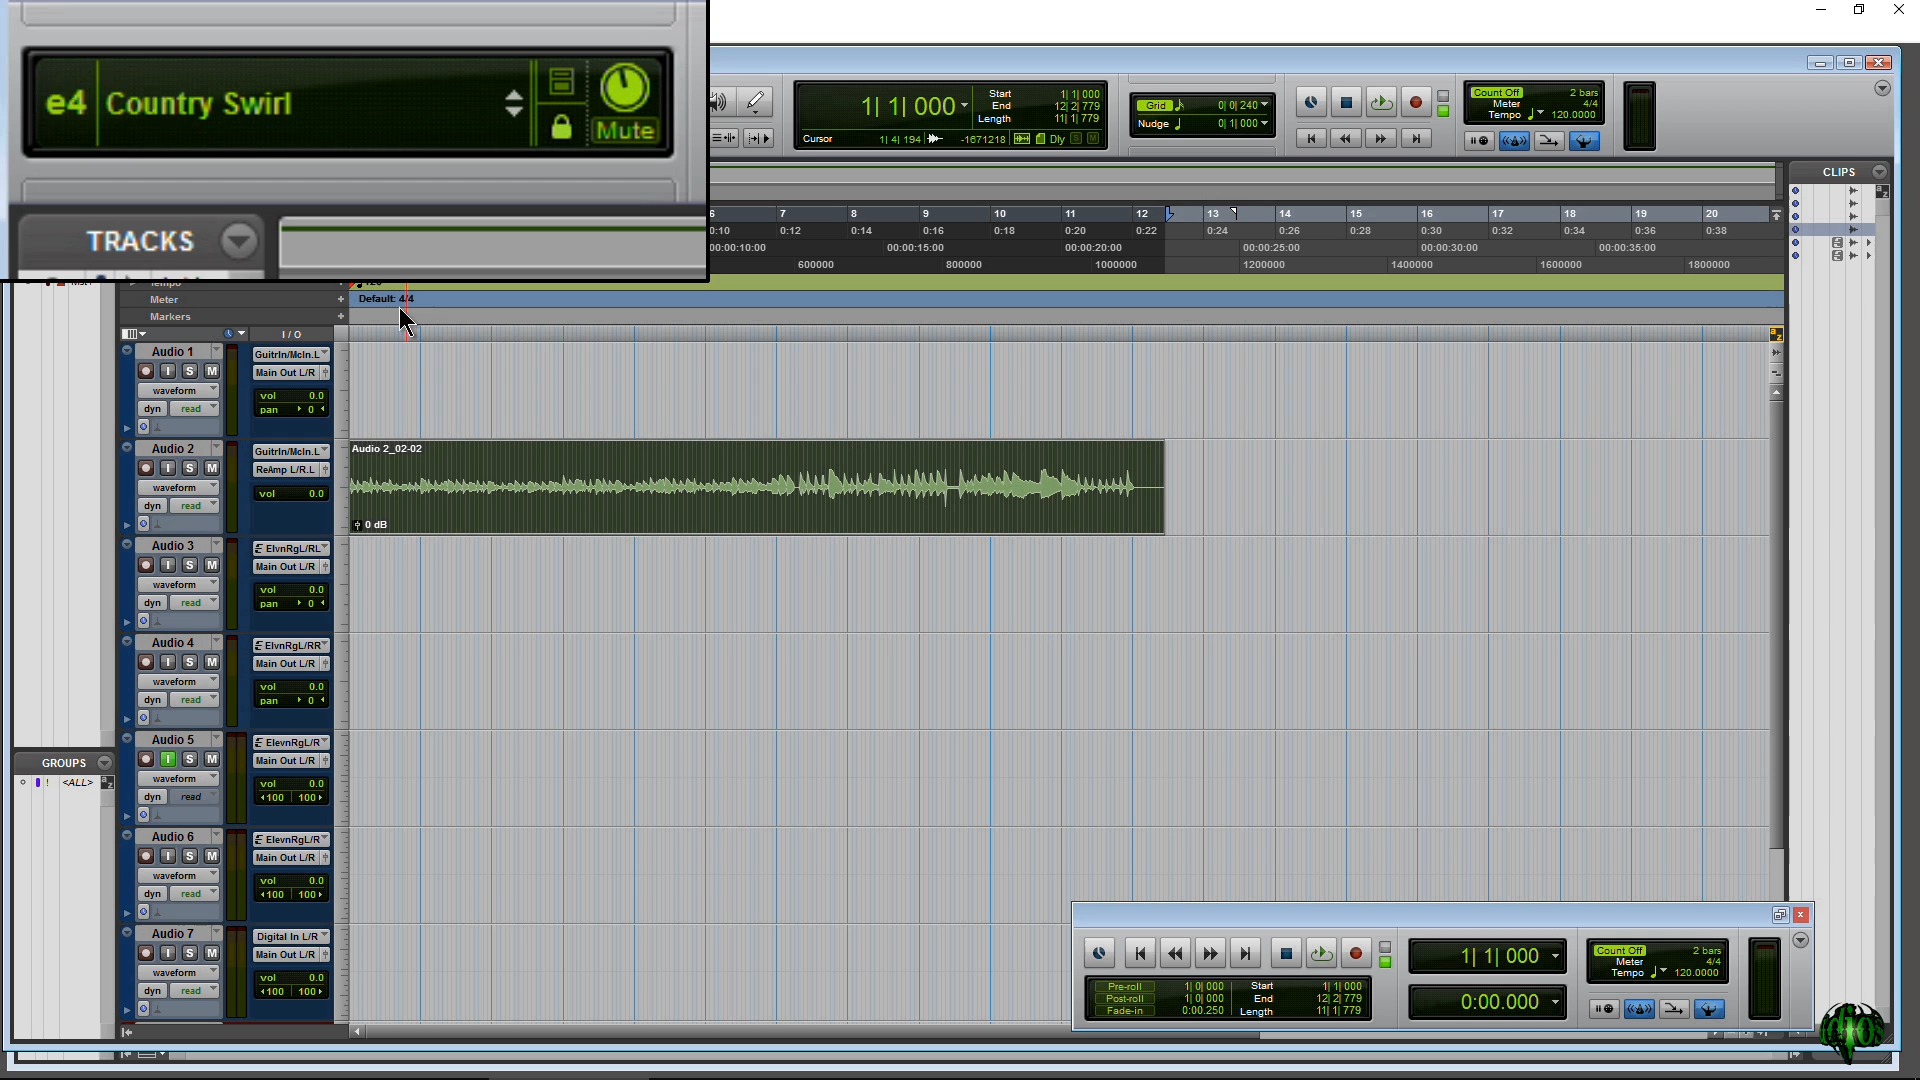 e4 Country Swirl
Mute
TRACKS
1| 1| 000
Start 1| 1| 000
End 12| 2| 779
Length 11| 1| 779
Cursor 1| 4| 194 -1671218 Dly S M
Grid 0| 0| 240
Nudge 0| 1| 000
Count Off 2 bars
Meter 4/4
Tempo 120.0000
CLIPS
7 8 9 10 11 12 13 14 15 16 17 18 19 20
0:10 0:12 0:14 0:16 0:18 0:20 0:22 0:24 0:26 0:28 0:30 0:32 0:34 0:36 0:38
00:00:10:00 00:00:15:00 00:00:20:00 00:00:25:00 00:00:30:00 00:00:35:00
600000 800000 1000000 1200000 1400000 1600000 1800000
Tempo
Meter Default: 4/4
Markers
I / O
Audio 1 GuitrIn/McIn.L
I S M Main Out L/R
waveform vol 0.0
dyn read pan 0
Audio 2 GuitrIn/McIn.L Audio 2_02-02
I S M ReAmp L/R.L
waveform vol 0.0
dyn read
0 dB
Audio 3 ElvnRgL/RL
I S M Main Out L/R
waveform vol 0.0
dyn read pan 0
Audio 4 ElvnRgL/RR
I S M Main Out L/R
waveform vol 0.0
dyn read pan 0
Audio 5 ElevnRgL/R
I S M Main Out L/R
waveform vol 0.0
dyn read 100 100
GROUPS
! <ALL>
Audio 6 ElevnRgL/R
I S M Main Out L/R
waveform vol 0.0
dyn read 100 100
Audio 7 Digital In L/R
I S M Main Out L/R
waveform vol 0.0
dyn read 100 100
1| 1| 000
0:00.000
Pre-roll 1| 0| 000 Start 1| 1| 000
Post-roll 1| 0| 000 End 12| 2| 779
Fade-in 0:00.250 Length 11| 1| 779
Count Off 2 bars
Meter 4/4
Tempo 120.0000
djos